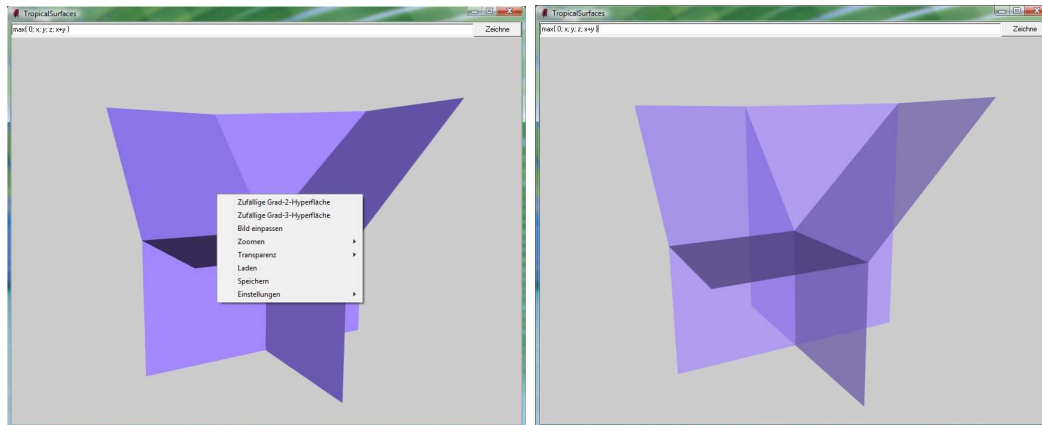 TropicalSurfaces
max( 0; x; y; z; x+y )
Zeichne
Zufällige Grad-2-Hyperfläche
Zufällige Grad-3-Hyperfläche
Bild einpassen
Zoomen
Transparenz
Laden
Speichern
Einstellungen
TropicalSurfaces
max( 0; x; y; z; x+y )
Zeichne